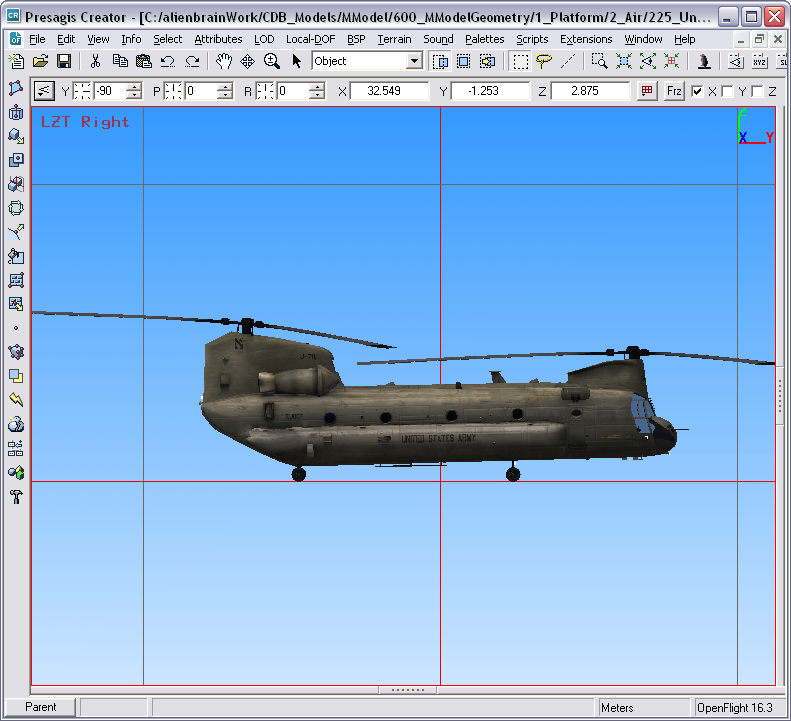 Presagis Creator - [C:/alienbrainWork/CDB_Models/MModel/600_MModelGeometry/1_Platform/2_Air/225_Un...
File Edit View Info Select Attributes LOD Local-DOF BSP Terrain Sound Palettes Scripts Extensions Window Help
Object XYZ
Y -90 P 0 R 0 X 32.549 Y -1.253 Z 2.875 Frz X Y Z
LZT Right
X Y
UNITED STATES ARMY
Parent Meters OpenFlight 16.3